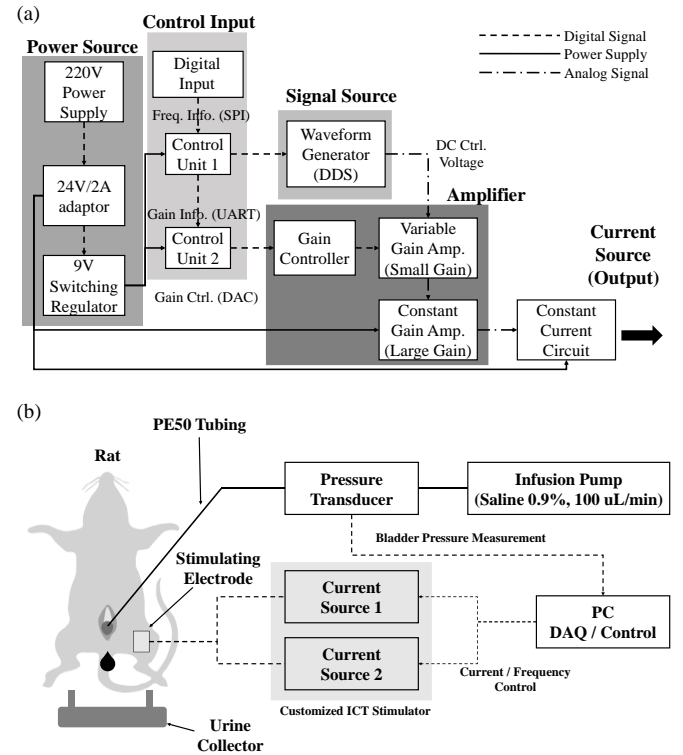 (a)
Power Source
Control Input
Digital Signal
Power Supply
Analog Signal
220V
Power
Supply
Digital
Input
Signal Source
Freq. Info. (SPI)
Control
Unit 1
Waveform
Generator
(DDS)
DC Ctrl.
Voltage
24V/2A
adaptor
Amplifier
Gain Info. (UART)
Control
Unit 2
Gain
Controller
Variable
Gain Amp.
(Small Gain)
Current
Source
(Output)
9V
Switching
Regulator
Gain Ctrl. (DAC)
Constant
Gain Amp.
(Large Gain)
Constant
Current
Circuit
(b)
PE50 Tubing
Rat
Pressure
Transducer
Infusion Pump
(Saline 0.9%, 100 uL/min)
Bladder Pressure Measurement
Stimulating
Electrode
Current
Source 1
PC
DAQ / Control
Current
Source 2
Current / Frequency
Control
Customized ICT Stimulator
Urine
Collector